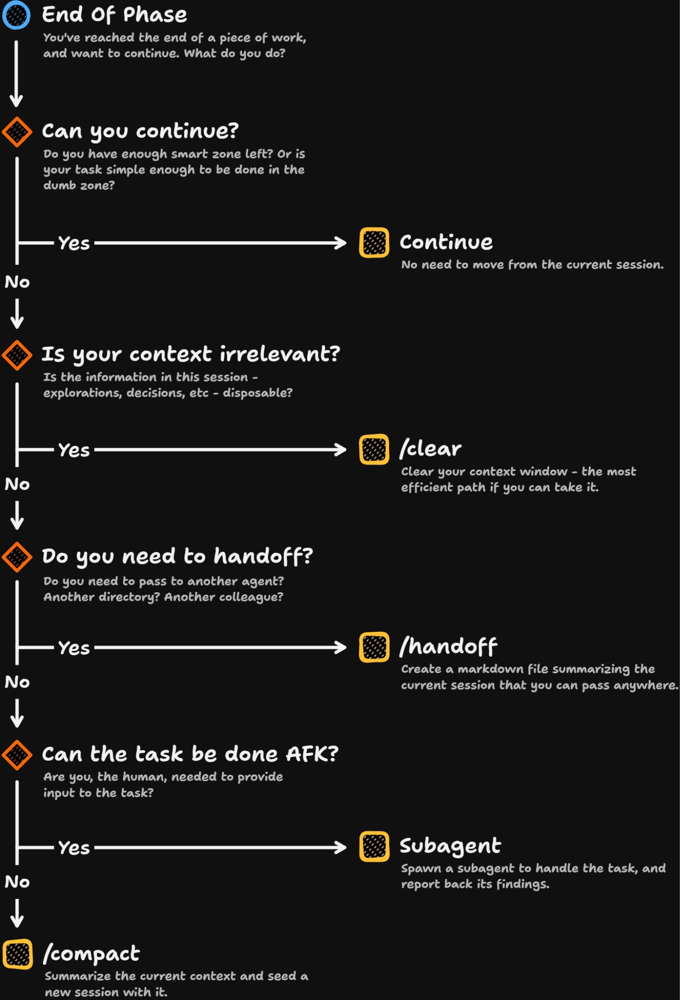 End Of Phase
You've reached the end of a piece of work,
and want to continue. What do you do?
Can you continue?
Do you have enough smart zone left? Or is
your task simple enough to be done in the
dumb zone?
Yes
Continue
No need to move from the current session.
No
Is your context irrelevant?
Is the information in this session -
explorations, decisions, etc - disposable?
Yes
/clear
Clear your context window - the most
efficient path if you can take it.
No
Do you need to handoff?
Do you need to pass to another agent?
Another directory? Another colleague?
Yes
/handoff
Create a markdown file summarizing the
current session that you can pass anywhere.
No
Can the task be done AFK?
Are you, the human, needed to provide
input to the task?
Yes
Subagent
Spawn a subagent to handle the task, and
report back its findings.
No
/compact
Summarize the current context and seed a
new session with it.